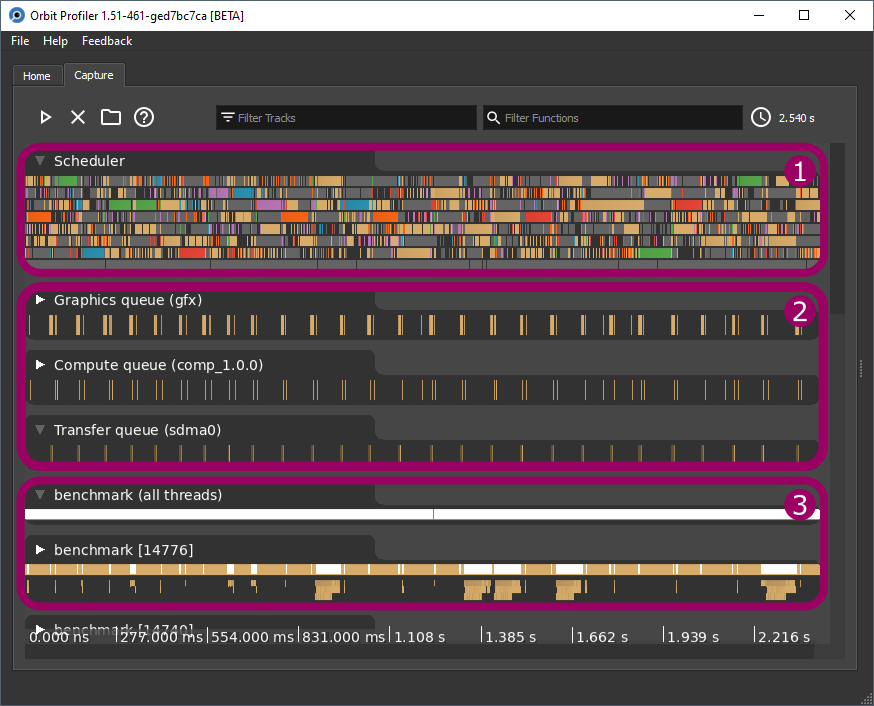 Orbit Profiler 1.51-461-ged7bc7ca [BETA]
File Help Feedback
Home Capture
Filter Tracks Filter Functions 2.540 s
Scheduler 1
Graphics queue (gfx) 2
Compute queue (comp_1.0.0)
Transfer queue (sdma0)
benchmark (all threads) 3
benchmark [14776]
benchmark [14740]
0.000 ns 277.000 ms 554.000 ms 831.000 ms 1.108 s 1.385 s 1.662 s 1.939 s 2.216 s